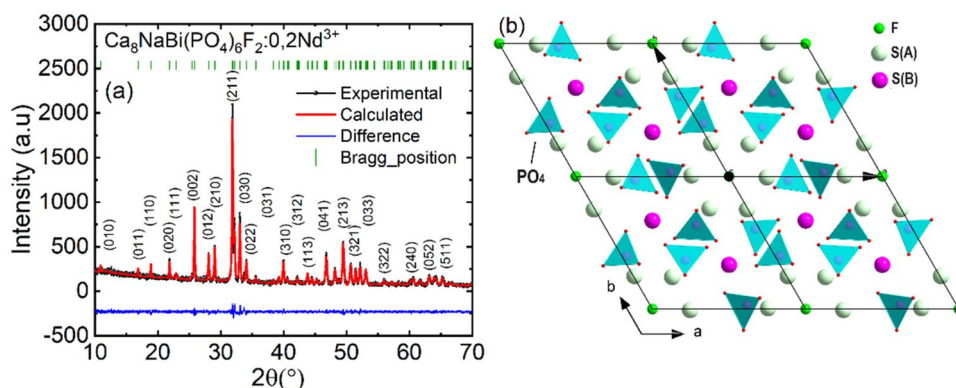 Ca₈NaBi(PO₄)₆F₂:0,2Nd³⁺
(a)
Experimental
Calculated
Difference
Bragg_position
(010)
(011)
(110)
(020)
(111)
(002)
(012)
(210)
(211)
(030)
(022)
(031)
(310)
(312)
(113)
(041)
(213)
(321)
(033)
(322)
(240)
(052)
(511)
3000
2500
2000
1500
1000
500
0
-500
Intensity (a.u)
10
20
30
40
50
60
70
2θ(°)
(b)
F
S(A)
S(B)
PO₄
b
a